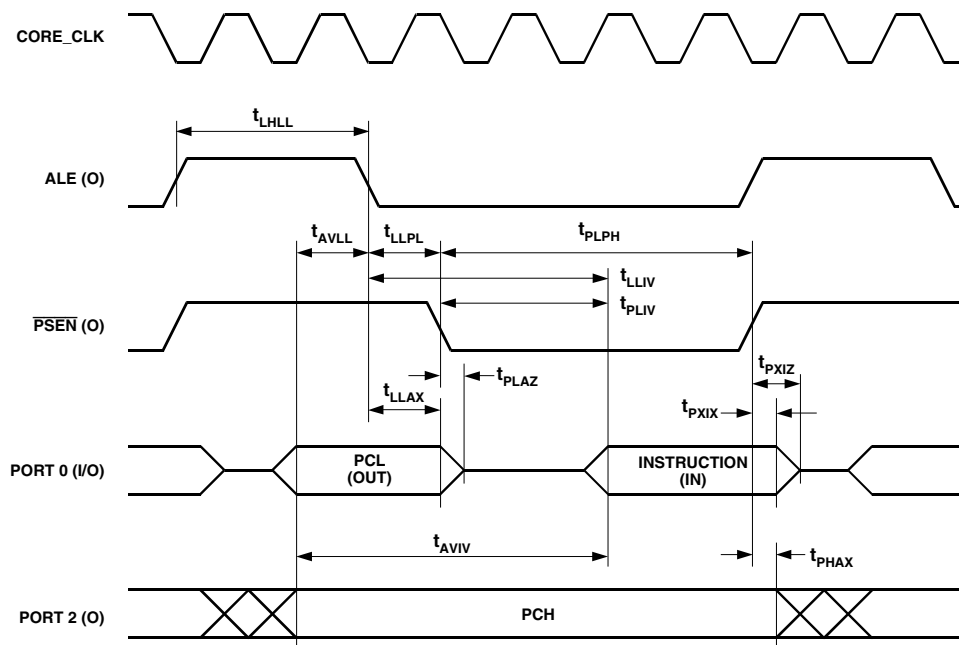 CORE_CLK
t_LHLL
ALE (O)
t_AVLL t_LLPL t_PLPH
t_LLIV
t_PLIV
PSEN (O)
t_PLAZ
t_PXIZ
t_LLAX
t_PXIX
PORT 0 (I/O)
PCL
(OUT)
INSTRUCTION
(IN)
t_AVIV
t_PHAX
PORT 2 (O)
PCH